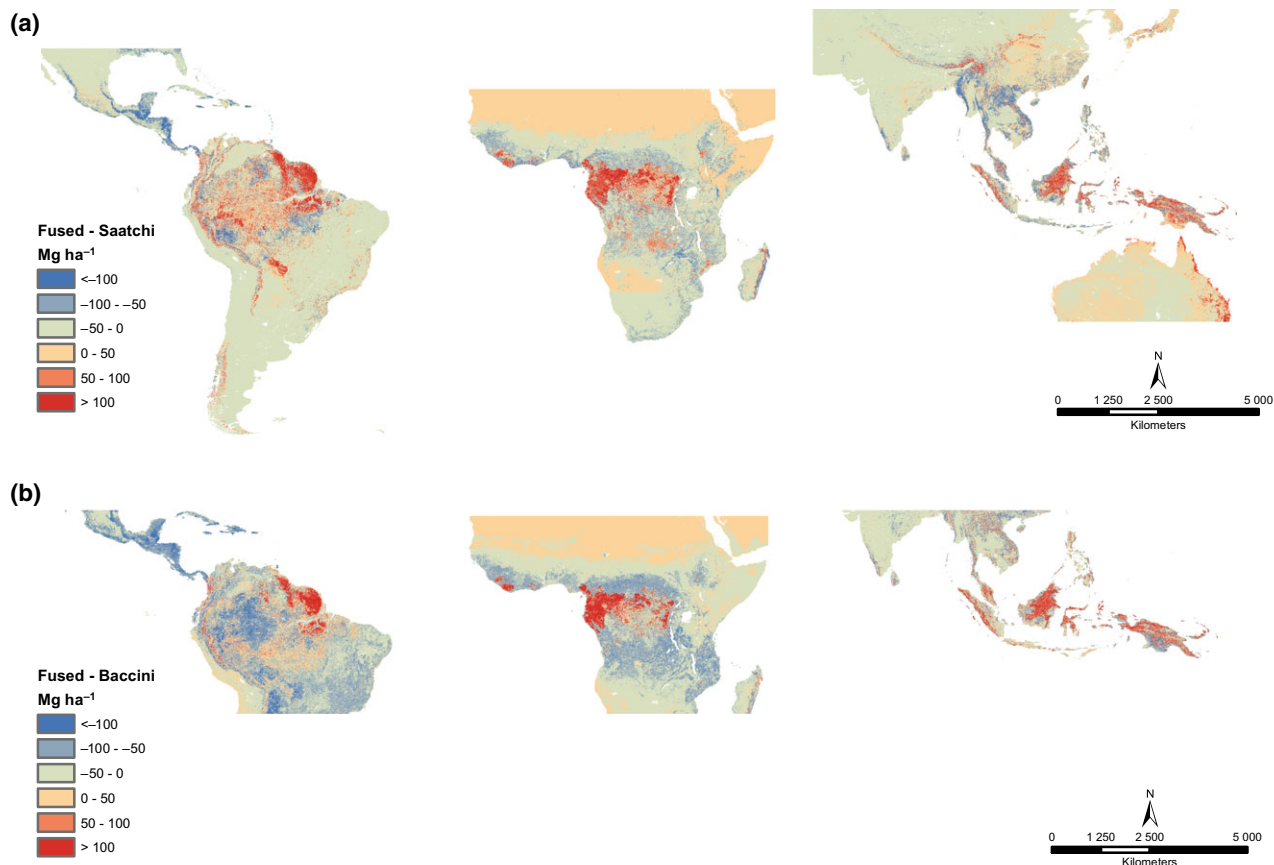 (a)
Fused - Saatchi
Mg ha⁻¹
<–100
–100 - –50
–50 - 0
0 - 50
50 - 100
> 100
N
0 1 250 2 500 5 000
Kilometers
(b)
Fused - Baccini
Mg ha⁻¹
<–100
–100 - –50
–50 - 0
0 - 50
50 - 100
> 100
N
0 1 250 2 500 5 000
Kilometers